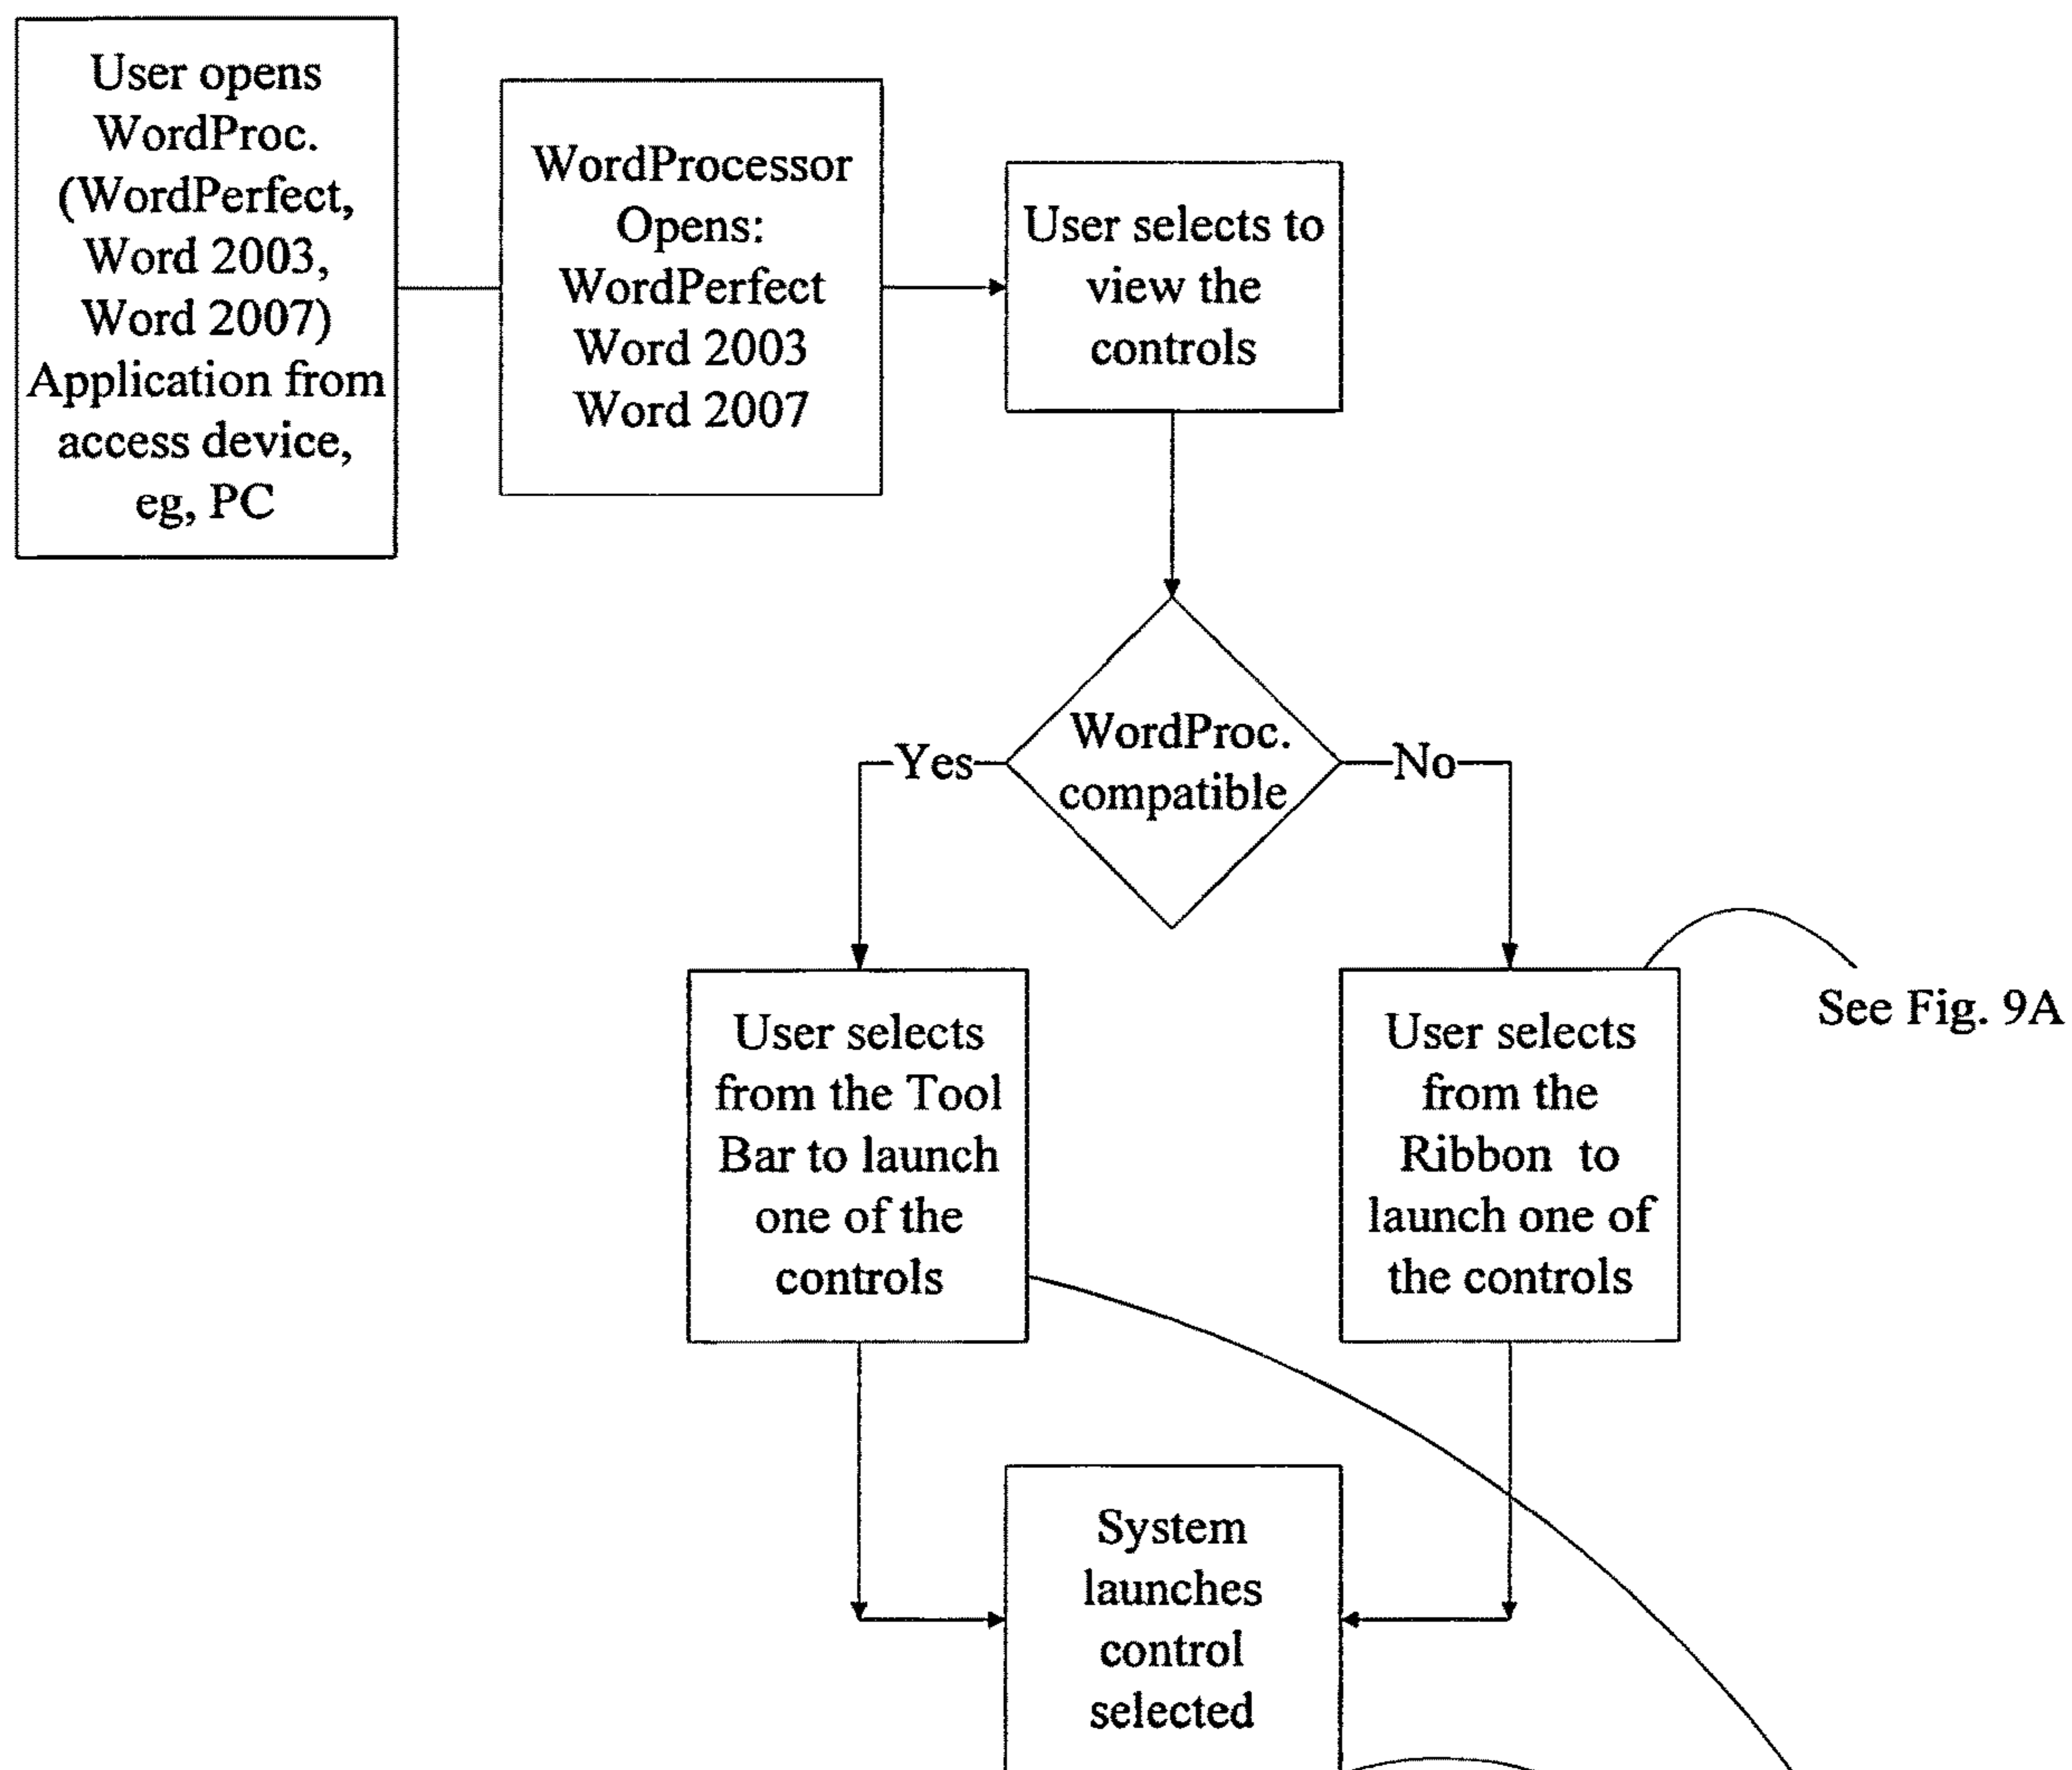 User opens
WordProc.
(WordPerfect,
Word 2003,
Word 2007)
Application from
access device,
eg, PC
WordProcessor
Opens:
WordPerfect
Word 2003
Word 2007
User selects to
view the
controls
WordProc.
compatible
Yes
No
See Fig. 9A
User selects
from the Tool
Bar to launch
one of the
controls
User selects
from the
Ribbon to
launch one of
the controls
System
launches
control
selected